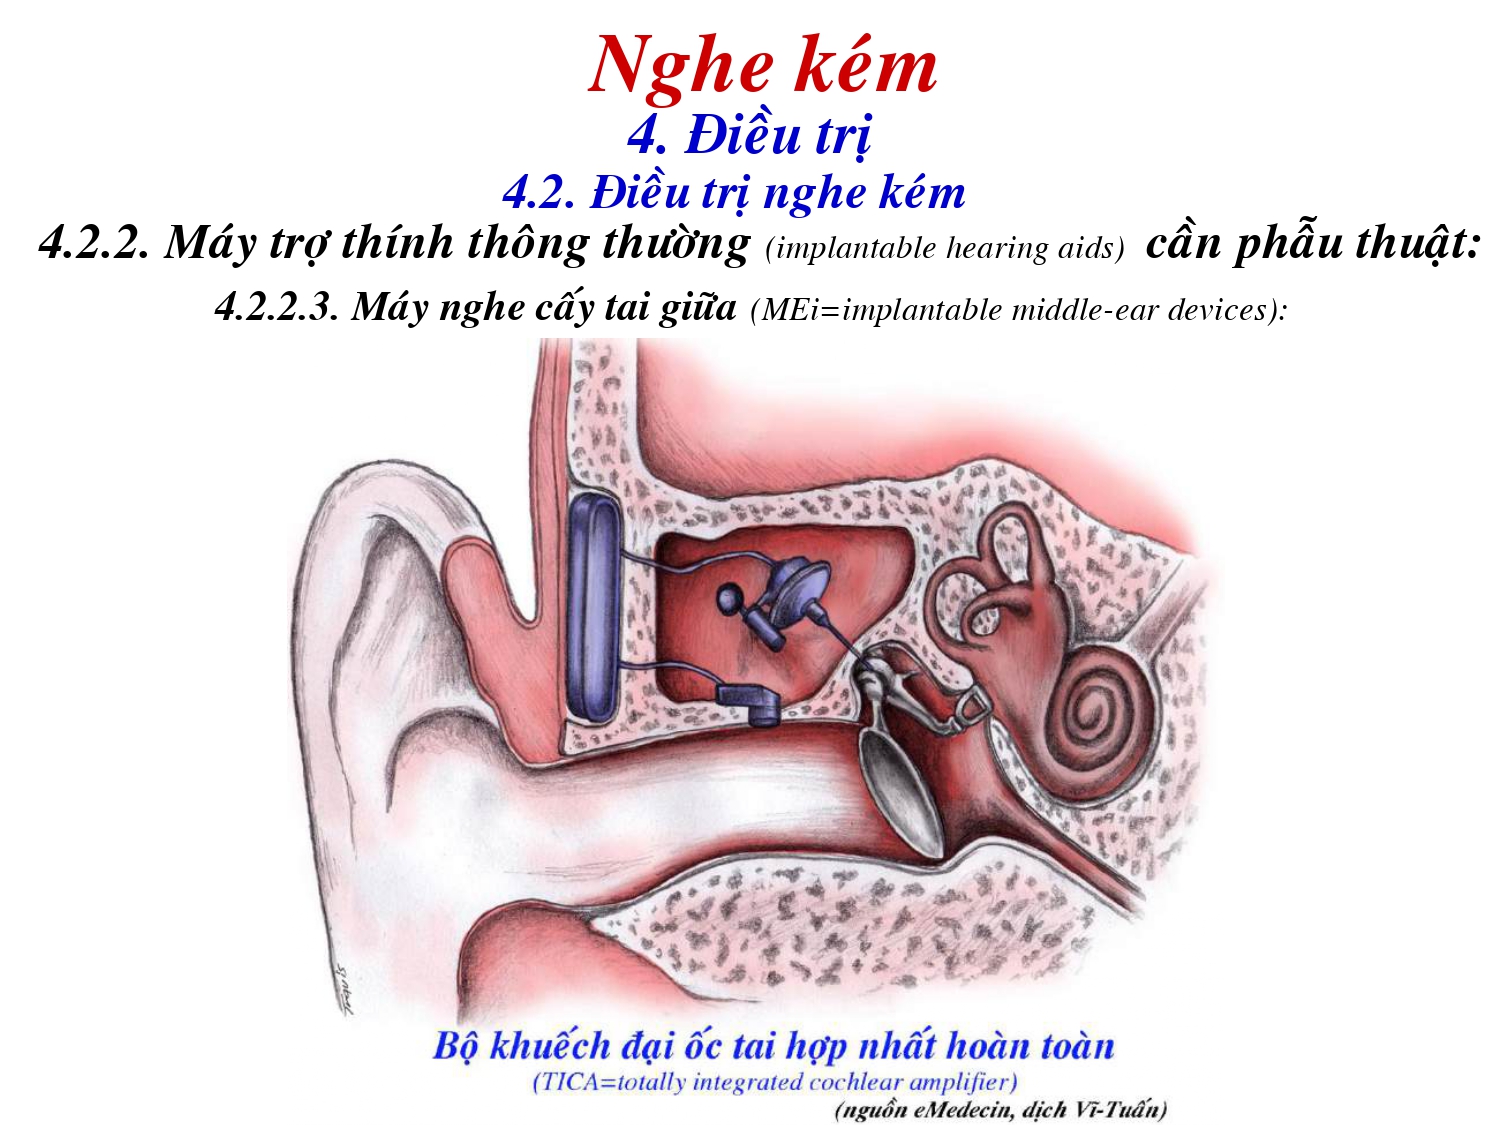 Nghe kém
4. Điều trị
4.2. Điều trị nghe kém
4.2.2. Máy trợ thính thông thường (implantable hearing aids) cần phẫu thuật:
4.2.2.3. Máy nghe cấy tai giữa (MEi=implantable middle-ear devices):
Bộ khuếch đại ốc tai hợp nhất hoàn toàn
(TICA=totally integrated cochlear amplifier)
(nguồn eMedecin, dịch Vĩ-Tuấn)